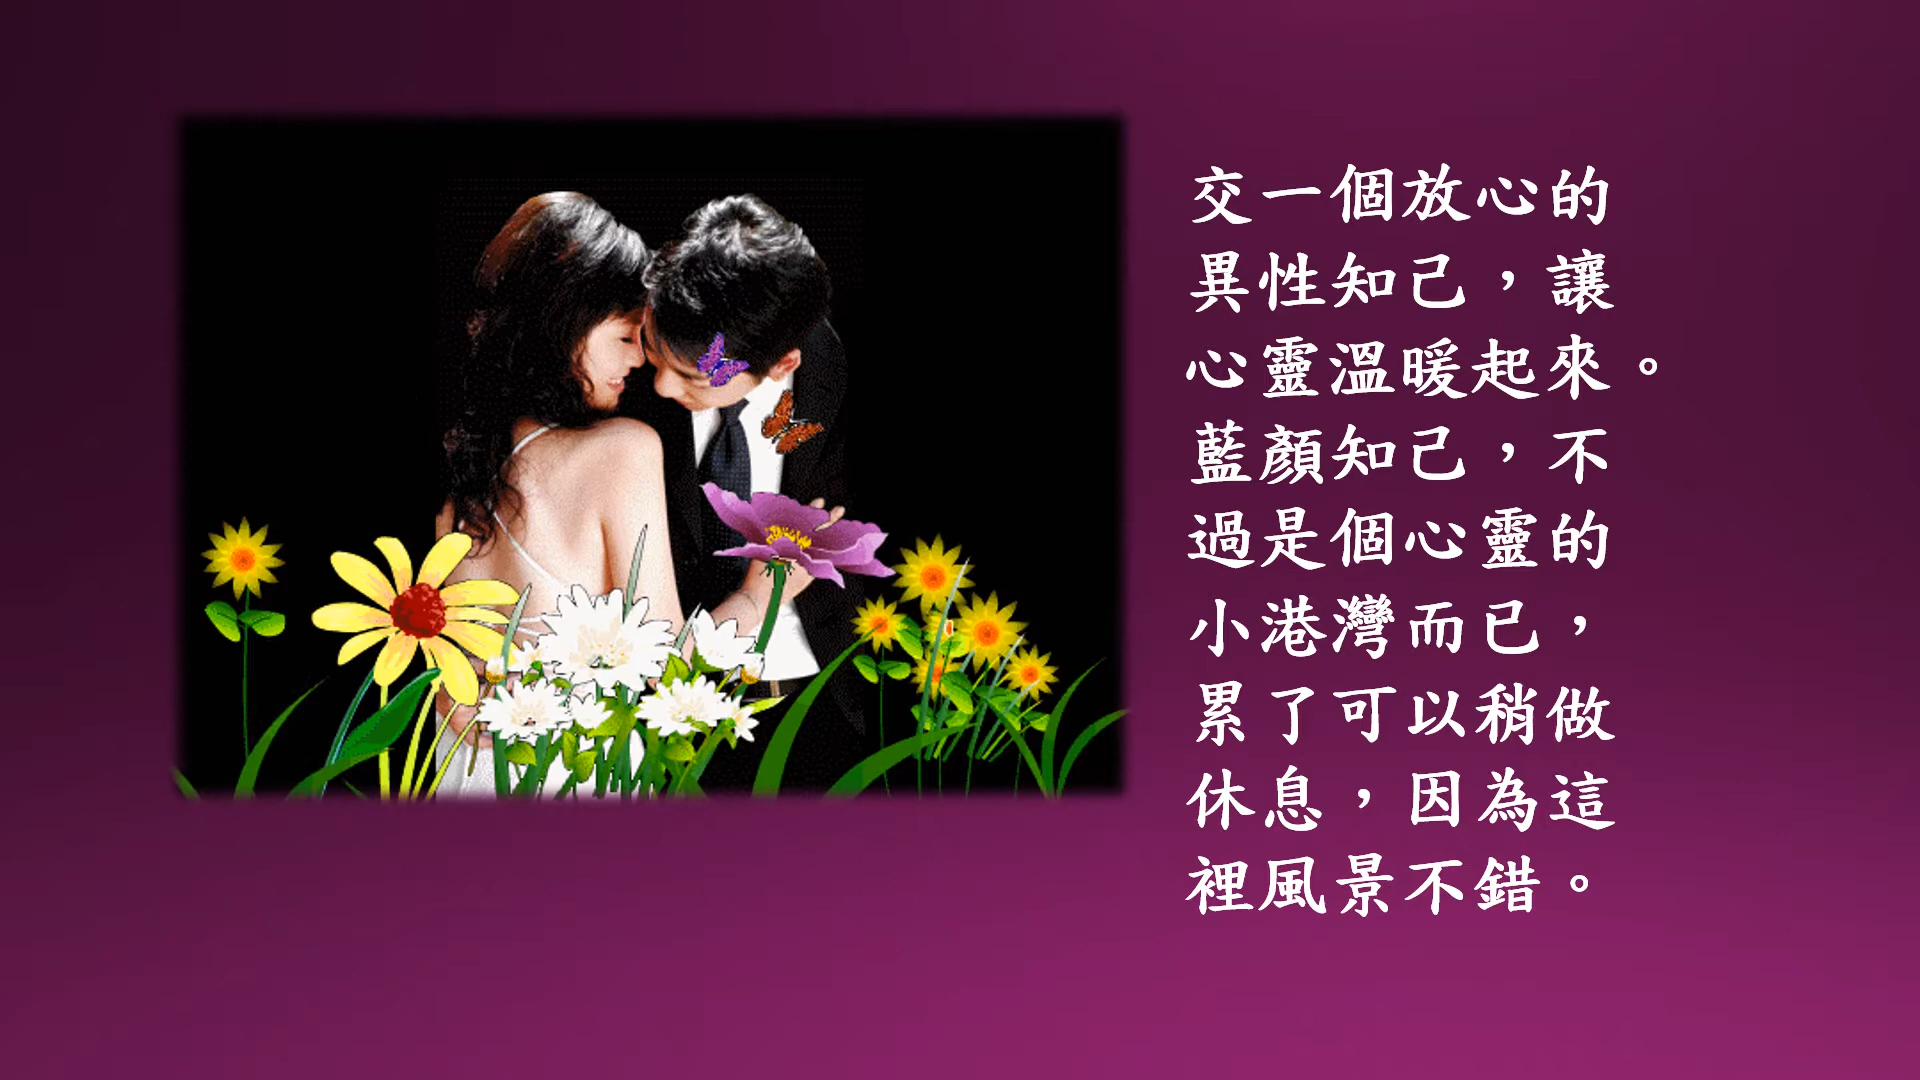 交一個放心的
異性知己，讓
心靈溫暖起來。
藍顏知己，不
過是個心靈的
小港灣而已，
累了可以稍做
休息，因為這
裡風景不錯。